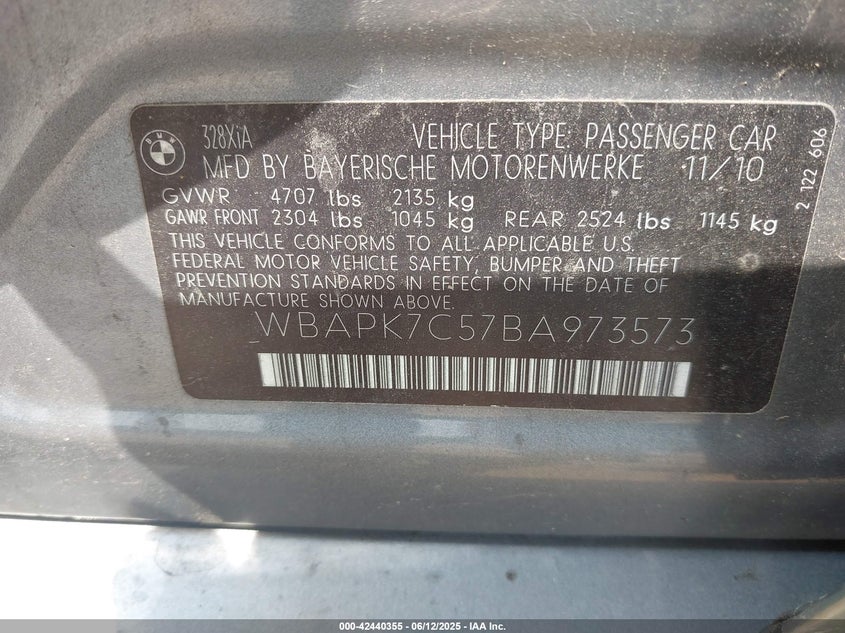 BMW
328XiA VEHICLE TYPE: PASSENGER CAR
MFD BY BAYERISCHE MOTORENWERKE 11/10
GVWR 4707 lbs 2135 kg
GAWR FRONT 2304 lbs 1045 kg REAR 2524 lbs 1145 kg
THIS VEHICLE CONFORMS TO ALL APPLICABLE U.S.
FEDERAL MOTOR VEHICLE SAFETY, BUMPER AND THEFT
PREVENTION STANDARDS IN EFFECT ON THE DATE OF
MANUFACTURE SHOWN ABOVE.
_WBAPK7C57BA973573
2 122 606
000-42440355 - 06/12/2025 - IAA Inc.